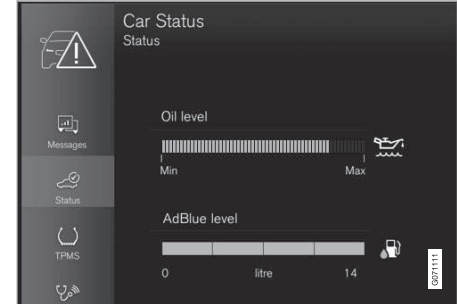 Car Status
Status
Messages
Status
TPMS
Oil level
Min Max
AdBlue level
0 litre 14
G071111